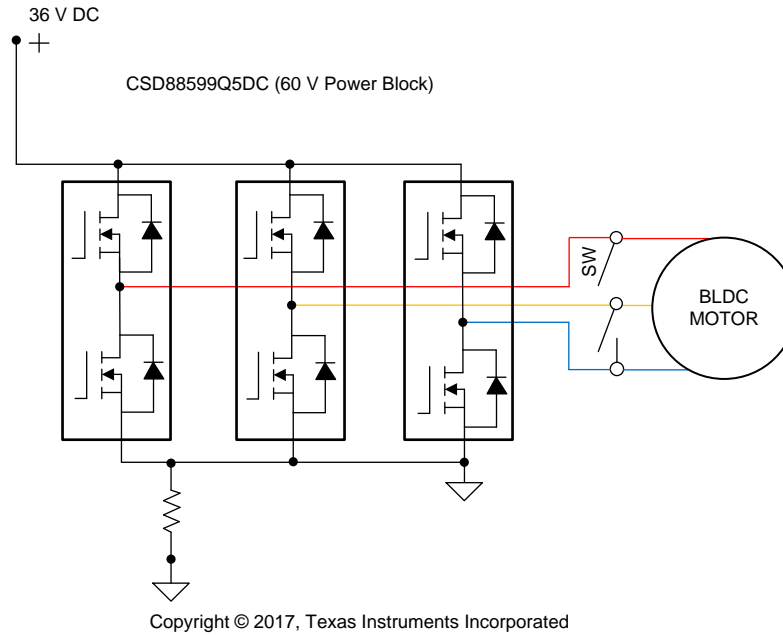 36 V DC
+
CSD88599Q5DC (60 V Power Block)
SW
BLDC
MOTOR
Copyright © 2017, Texas Instruments Incorporated